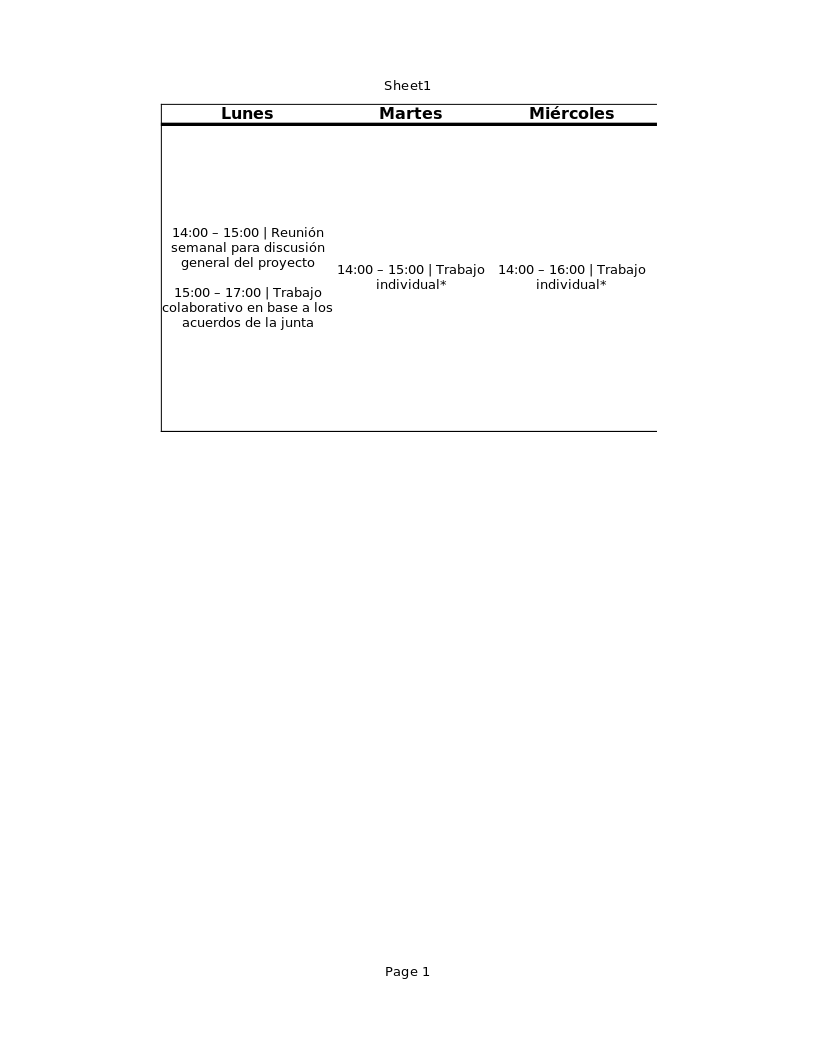 Sheet1
Lunes Martes Miércoles
14:00 – 15:00 | Reunión
semanal para discusión
general del proyecto
15:00 – 17:00 | Trabajo
colaborativo en base a los
acuerdos de la junta
14:00 – 15:00 | Trabajo
individual*
14:00 – 16:00 | Trabajo
individual*
Page 1